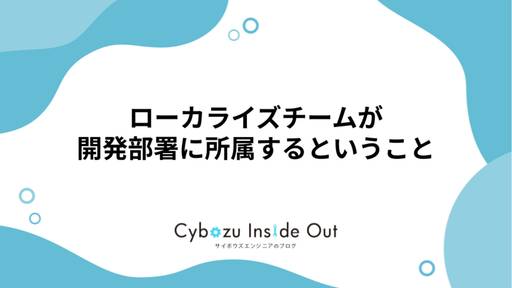 ローカライズチームが
開発部署に所属するということ
Cybozu Inside Out
サイボウズエンジニアのブログ